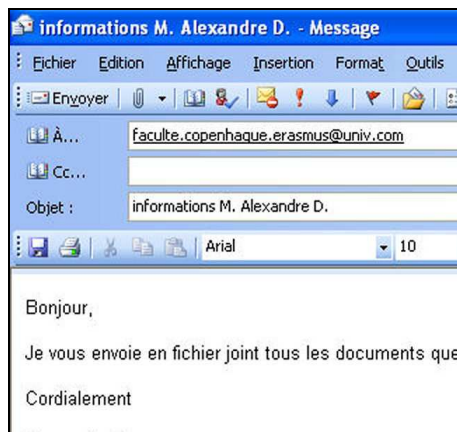 informations M. Alexandre D. - Message
Fichier Edition Affichage Insertion Format Outils
Envoyer
À... faculte.copenhaque.erasmus@univ.com
Cc...
Objet : informations M. Alexandre D.
Arial 10
Bonjour,
Je vous envoie en fichier joint tous les documents que
Cordialement